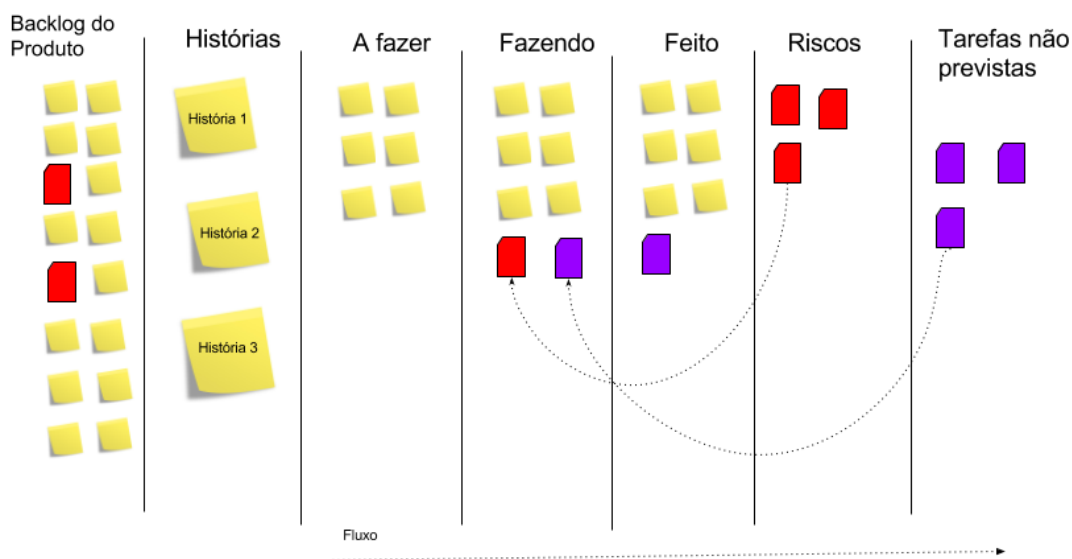 Backlog do
Produto
Histórias
A fazer
Fazendo
Feito
Riscos
Tarefas não
previstas
História 1
História 2
História 3
Fluxo